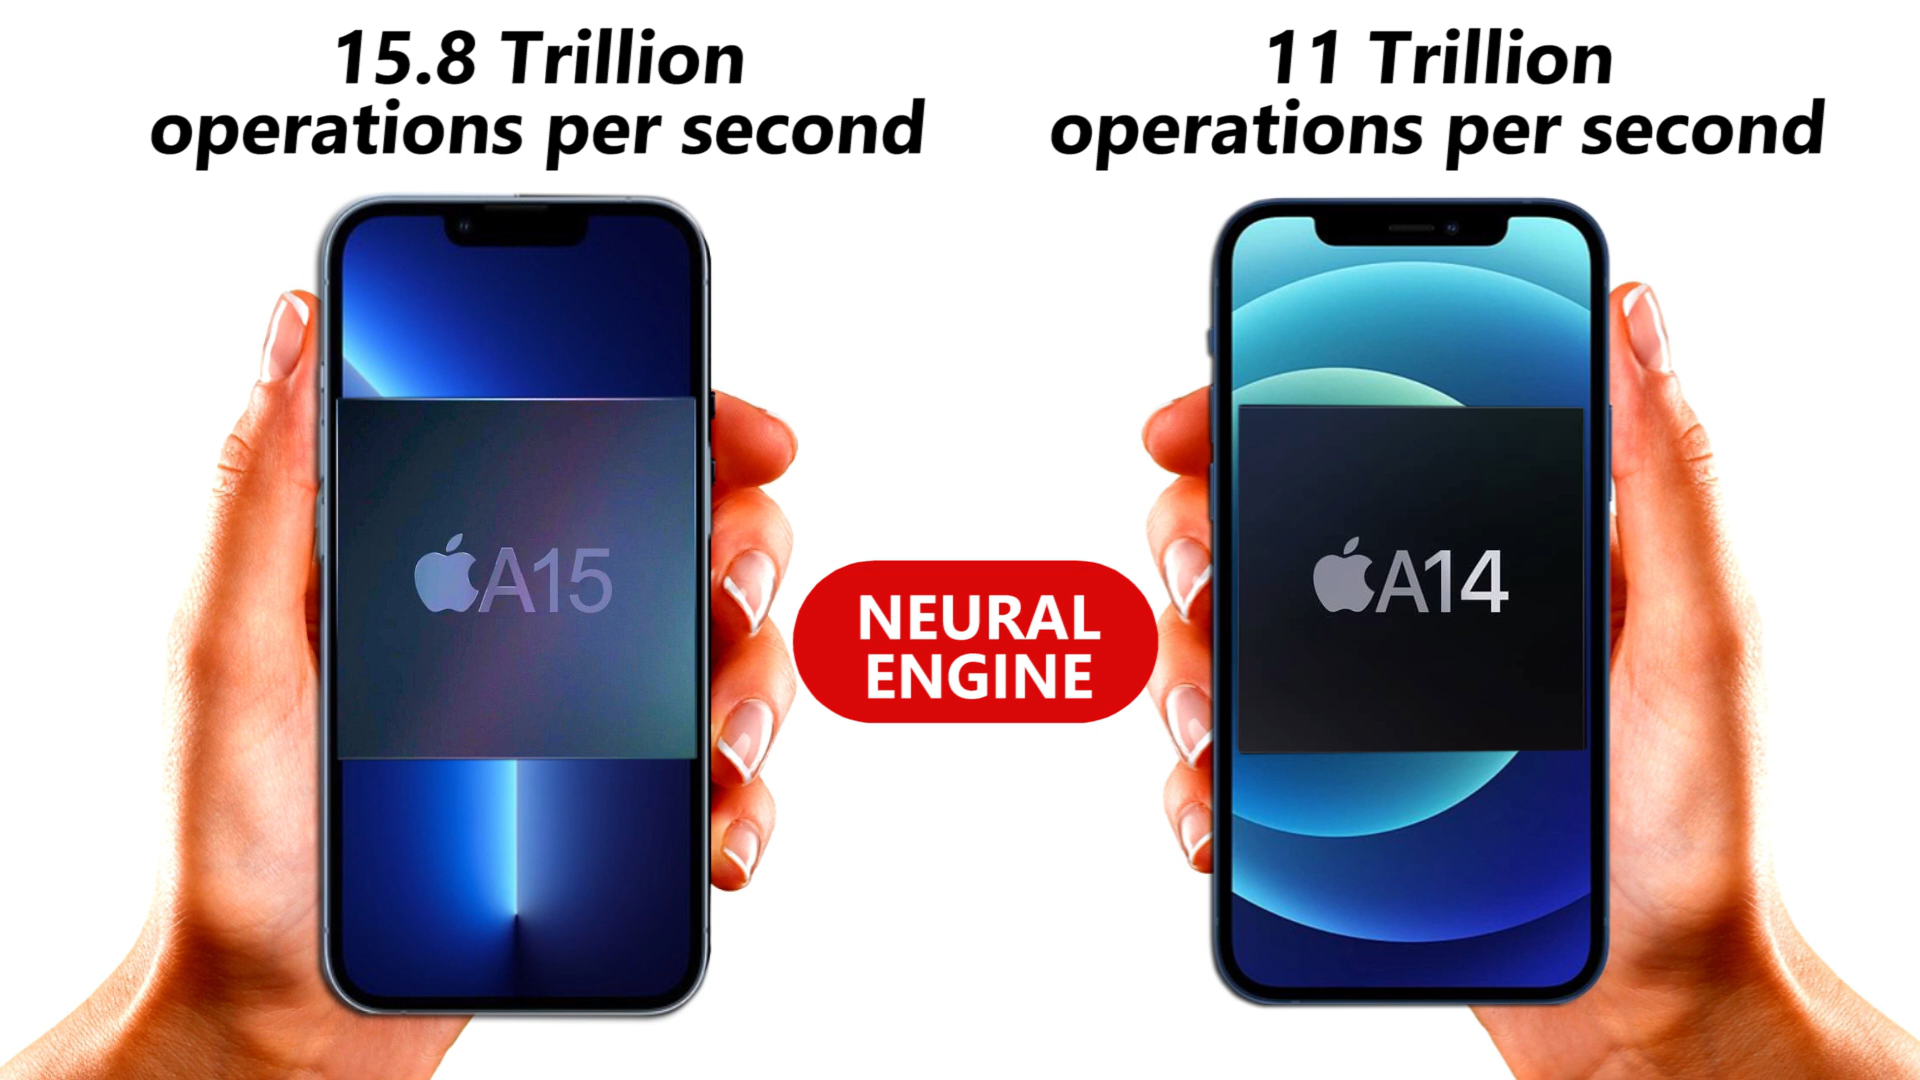 15.8 Trillion
operations per second
11 Trillion
operations per second
A15
NEURAL
ENGINE
A14